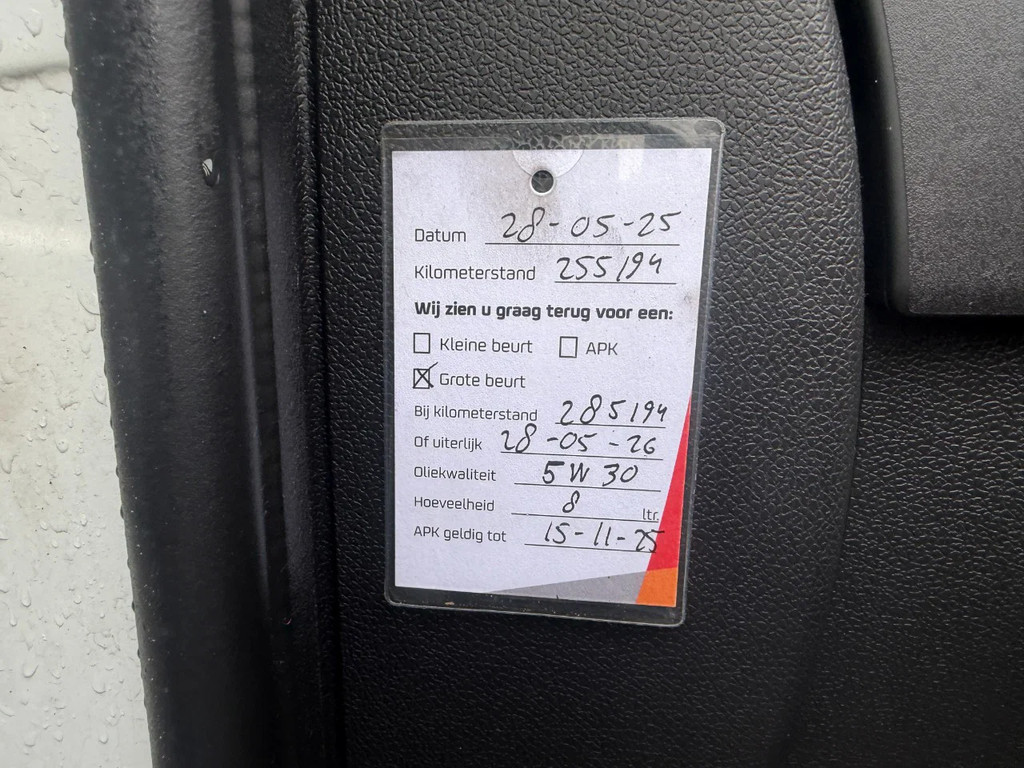 Datum 28-05-25
Kilometerstand 255194
Wij zien u graag terug voor een:
Kleine beurt APK
Grote beurt
Bij kilometerstand 285194
Of uiterlijk 28-05-26
Oliekwaliteit 5W30
Hoeveelheid 8 ltr.
APK geldig tot 15-11-25